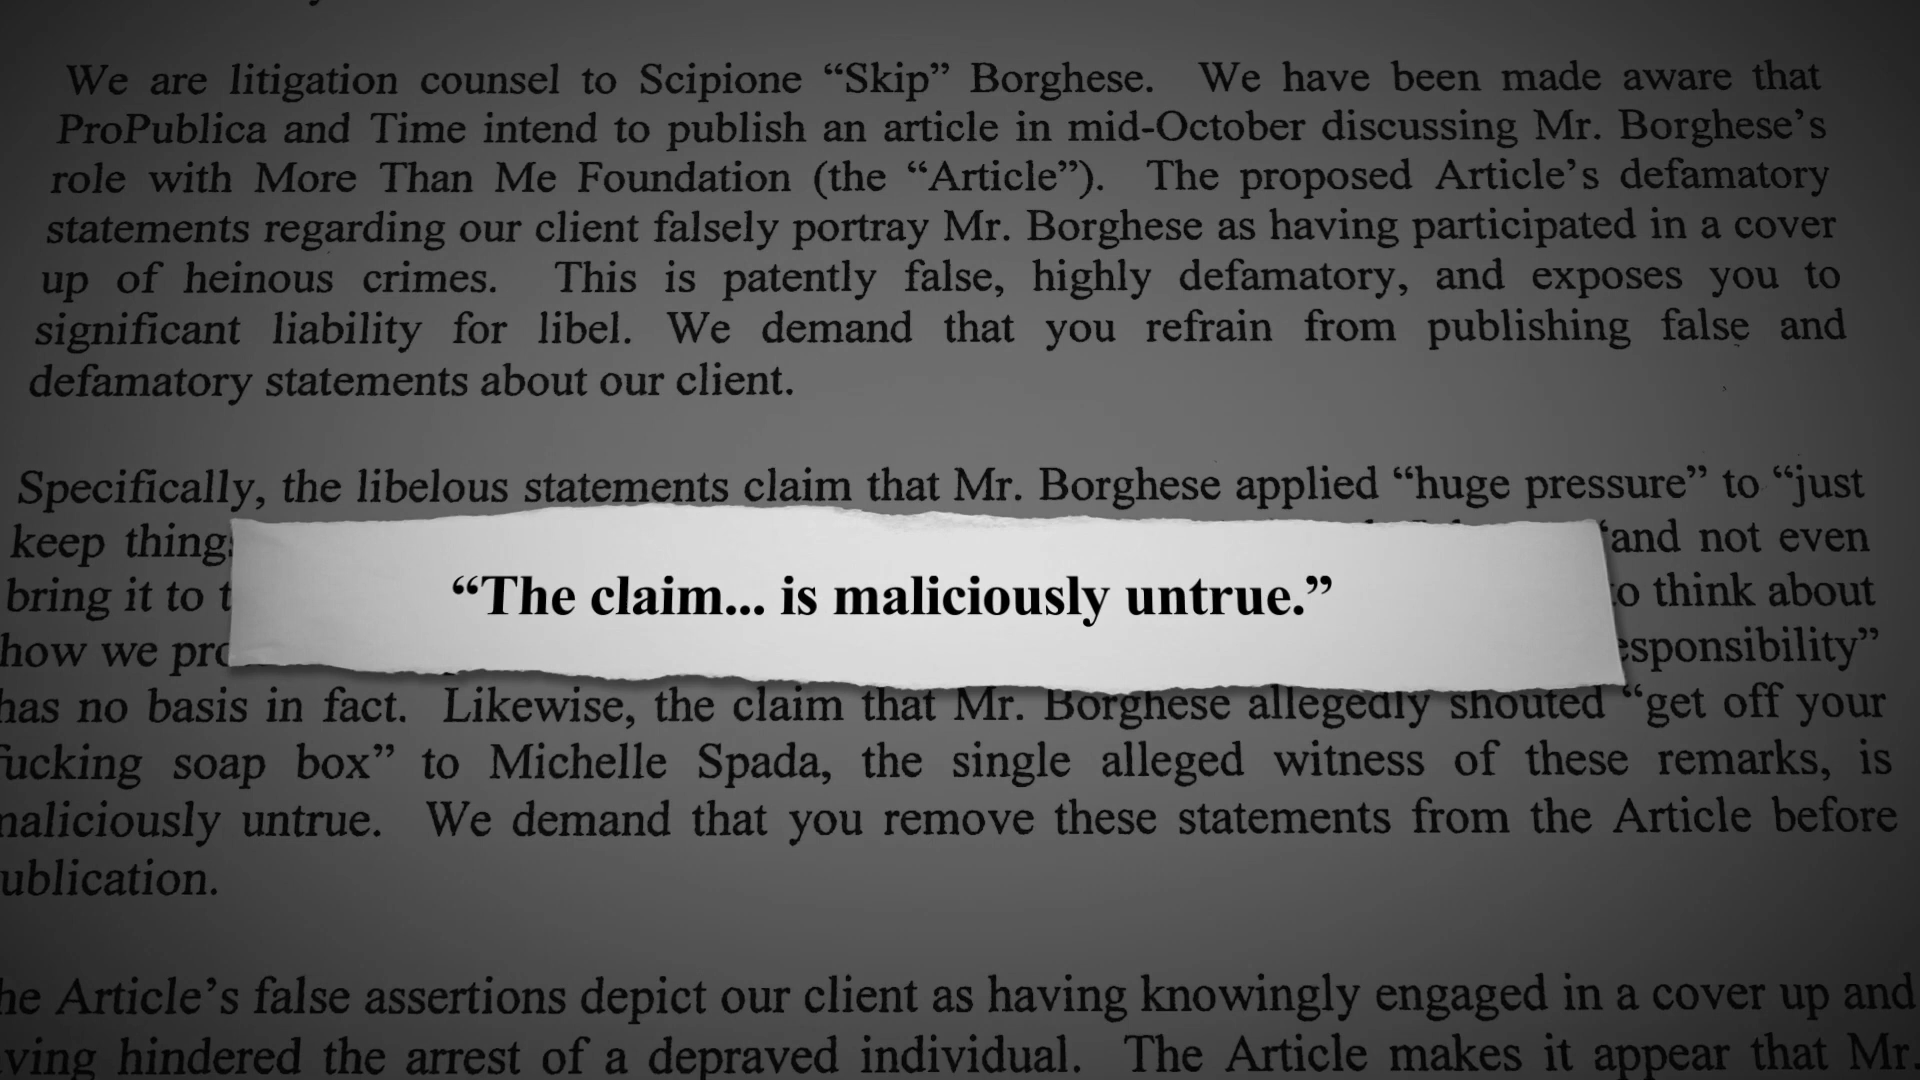 We are litigation counsel to Scipione “Skip” Borghese. We have been made aware that
ProPublica and Time intend to publish an article in mid-October discussing Mr. Borghese’s
role with More Than Me Foundation (the “Article”). The proposed Article’s defamatory
statements regarding our client falsely portray Mr. Borghese as having participated in a cover
up of heinous crimes. This is patently false, highly defamatory, and exposes you to
significant liability for libel. We demand that you refrain from publishing false and
defamatory statements about our client.
Specifically, the libelous statements claim that Mr. Borghese applied “huge pressure” to “just
keep and not even
bring it to think about
how we
“The claim... is maliciously untrue.”
has no basis in fact. Likewise, the claim that Mr. Borghese allegedly shouted “get off your
ucking soap box” to Michelle Spada, the single alleged witness of these remarks, is
naliciously untrue. We demand that you remove these statements from the Article before
ublication.
he Article’s false assertions depict our client as having knowingly engaged in a cover up and
ving hindered the arrest of a depraved individual. The Article makes it appear that Mr.